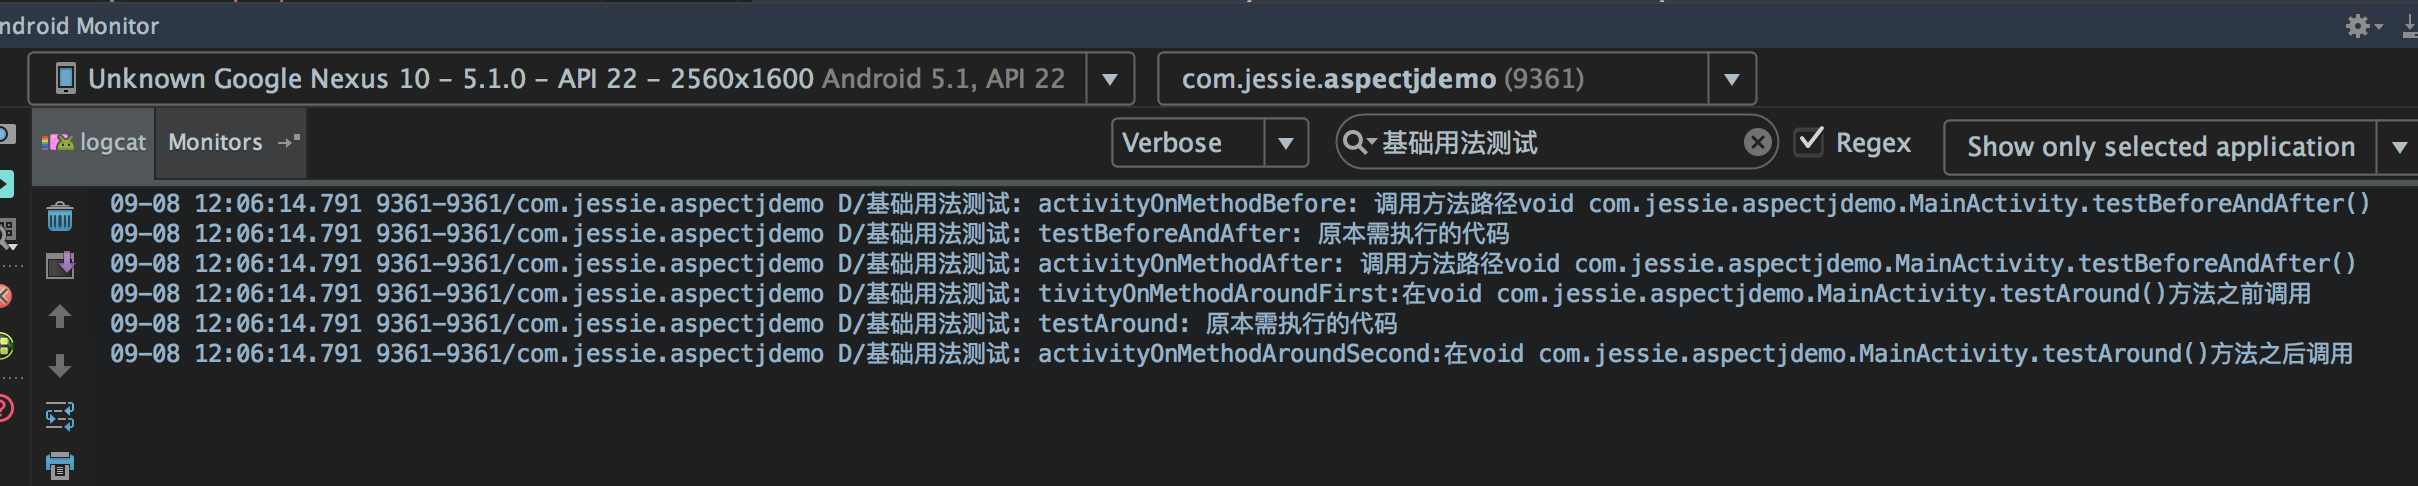 ndroid Monitor
Unknown Google Nexus 10 – 5.1.0 – API 22 – 2560x1600 Android 5.1, API 22
com.jessie.aspectjdemo (9361)
logcat
Monitors
Verbose
基础用法测试
Regex
Show only selected application
09-08 12:06:14.791 9361-9361/com.jessie.aspectjdemo D/基础用法测试: activityOnMethodBefore: 调用方法路径void com.jessie.aspectjdemo.MainActivity.testBeforeAndAfter()
09-08 12:06:14.791 9361-9361/com.jessie.aspectjdemo D/基础用法测试: testBeforeAndAfter: 原本需执行的代码
09-08 12:06:14.791 9361-9361/com.jessie.aspectjdemo D/基础用法测试: activityOnMethodAfter: 调用方法路径void com.jessie.aspectjdemo.MainActivity.testBeforeAndAfter()
09-08 12:06:14.791 9361-9361/com.jessie.aspectjdemo D/基础用法测试: tivityOnMethodAroundFirst:在void com.jessie.aspectjdemo.MainActivity.testAround()方法之前调用
09-08 12:06:14.791 9361-9361/com.jessie.aspectjdemo D/基础用法测试: testAround: 原本需执行的代码
09-08 12:06:14.791 9361-9361/com.jessie.aspectjdemo D/基础用法测试: activityOnMethodAroundSecond:在void com.jessie.aspectjdemo.MainActivity.testAround()方法之后调用